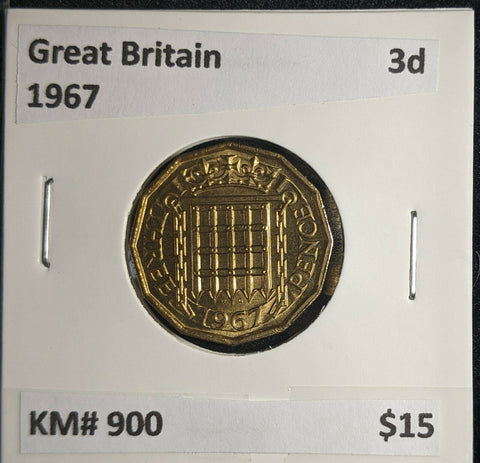 Great Britain 3d
1967
THREE PENCE
1967
KM# 900 $15